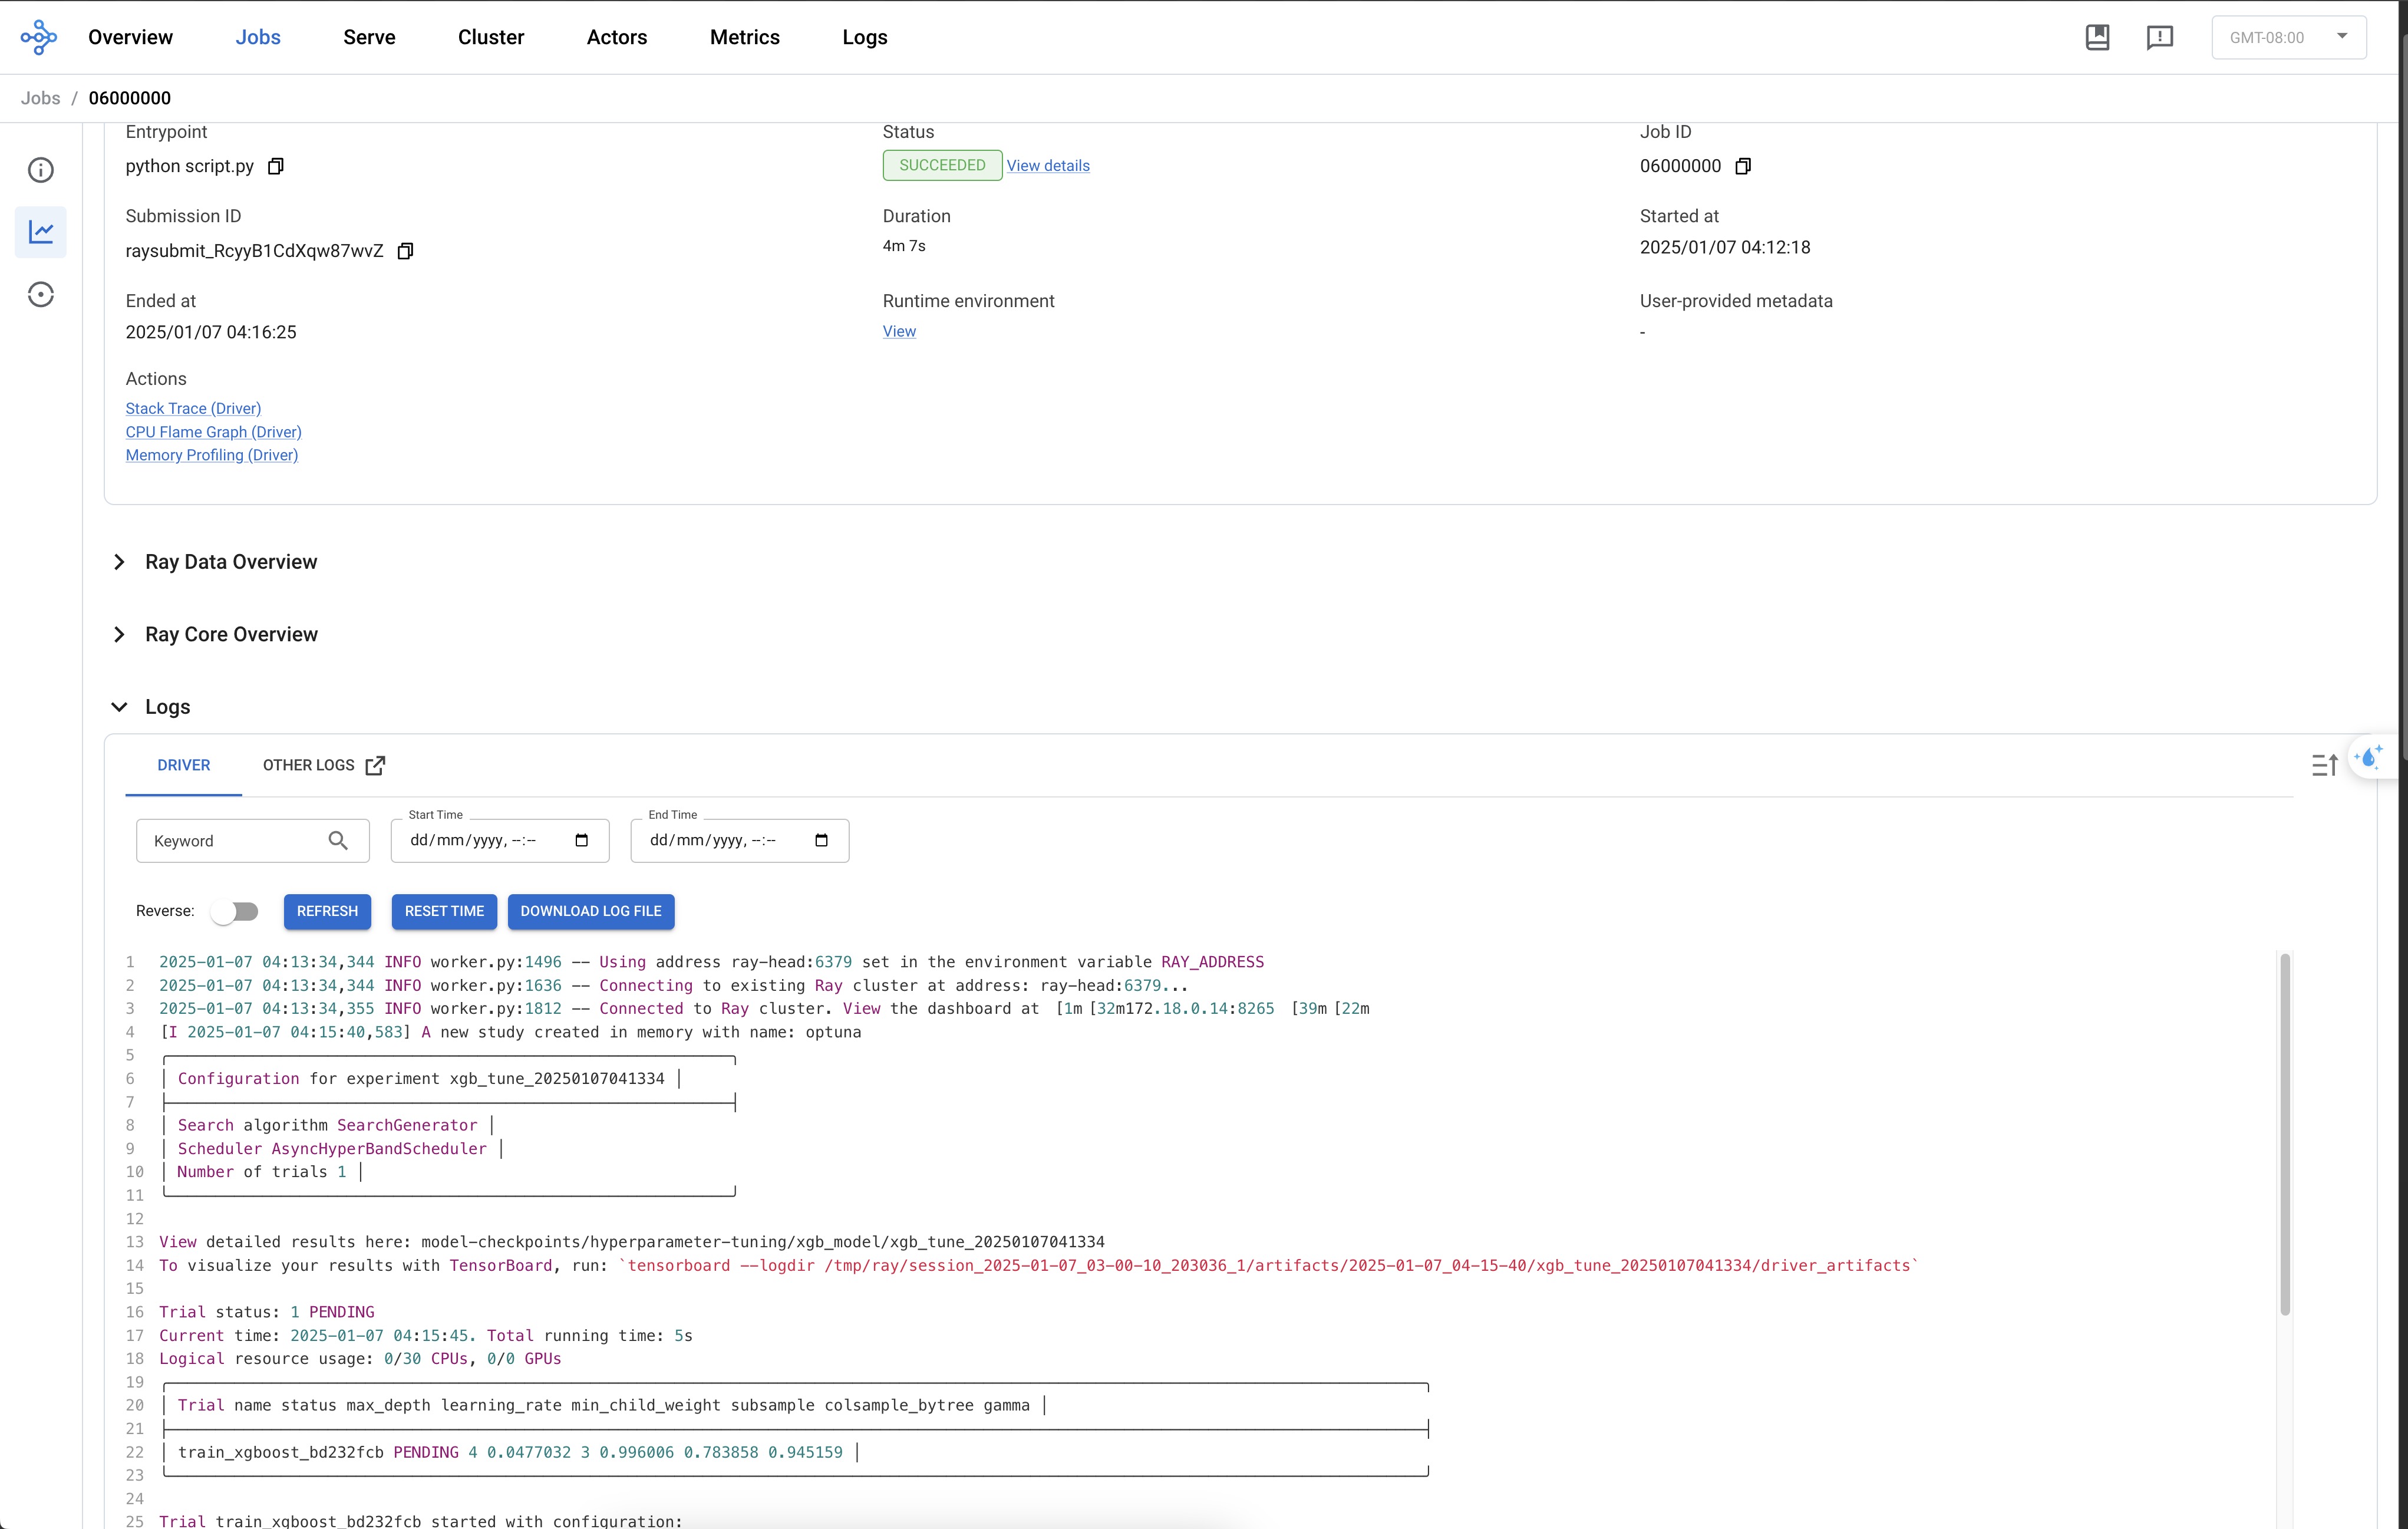 Overview Jobs Serve Cluster Actors Metrics Logs GMT-08:00
Jobs / 06000000
Entrypoint Status Job ID
python script.py SUCCEEDED View details 06000000
Submission ID Duration Started at
raysubmit_RcyyB1CdXqw87wvZ 4m 7s 2025/01/07 04:12:18
Ended at Runtime environment User-provided metadata
2025/01/07 04:16:25 View -
Actions
Stack Trace (Driver)
CPU Flame Graph (Driver)
Memory Profiling (Driver)
Ray Data Overview
Ray Core Overview
Logs
DRIVER OTHER LOGS
Start Time End Time
Keyword dd/mm/yyyy, --:-- dd/mm/yyyy, --:--
Reverse: REFRESH RESET TIME DOWNLOAD LOG FILE
1 2025-01-07 04:13:34,344 INFO worker.py:1496 -- Using address ray-head:6379 set in the environment variable RAY_ADDRESS
2 2025-01-07 04:13:34,344 INFO worker.py:1636 -- Connecting to existing Ray cluster at address: ray-head:6379...
3 2025-01-07 04:13:34,355 INFO worker.py:1812 -- Connected to Ray cluster. View the dashboard at [1m [32m172.18.0.14:8265 [39m [22m
4 [I 2025-01-07 04:15:40,583] A new study created in memory with name: optuna
5
6 │ Configuration for experiment xgb_tune_20250107041334 │
7
8 │ Search algorithm SearchGenerator │
9 │ Scheduler AsyncHyperBandScheduler │
10 │ Number of trials 1 │
11
12
13 View detailed results here: model-checkpoints/hyperparameter-tuning/xgb_model/xgb_tune_20250107041334
14 To visualize your results with TensorBoard, run: `tensorboard --logdir /tmp/ray/session_2025-01-07_03-00-10_203036_1/artifacts/2025-01-07_04-15-40/xgb_tune_20250107041334/driver_artifacts`
15
16 Trial status: 1 PENDING
17 Current time: 2025-01-07 04:15:45. Total running time: 5s
18 Logical resource usage: 0/30 CPUs, 0/0 GPUs
19
20 │ Trial name status max_depth learning_rate min_child_weight subsample colsample_bytree gamma │
21
22 │ train_xgboost_bd232fcb PENDING 4 0.0477032 3 0.996006 0.783858 0.945159 │
23
24
25 Trial train_xgboost_bd232fcb started with configuration: